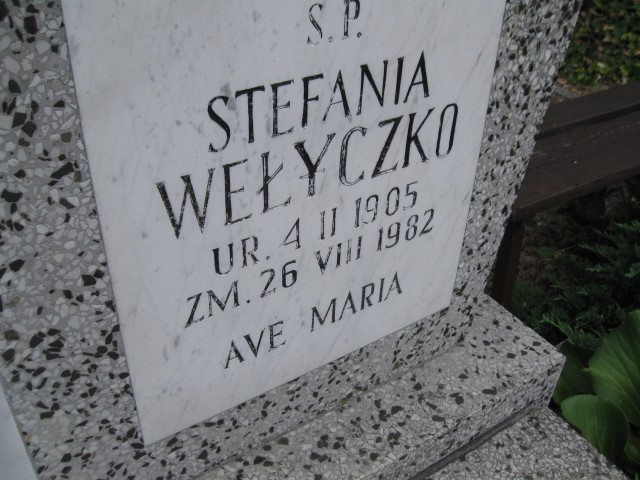 S.P.
STEFANIA
WEŁYCZKO
UR. 4 II 1905
ZM. 26 VIII 1982
AVE MARIA